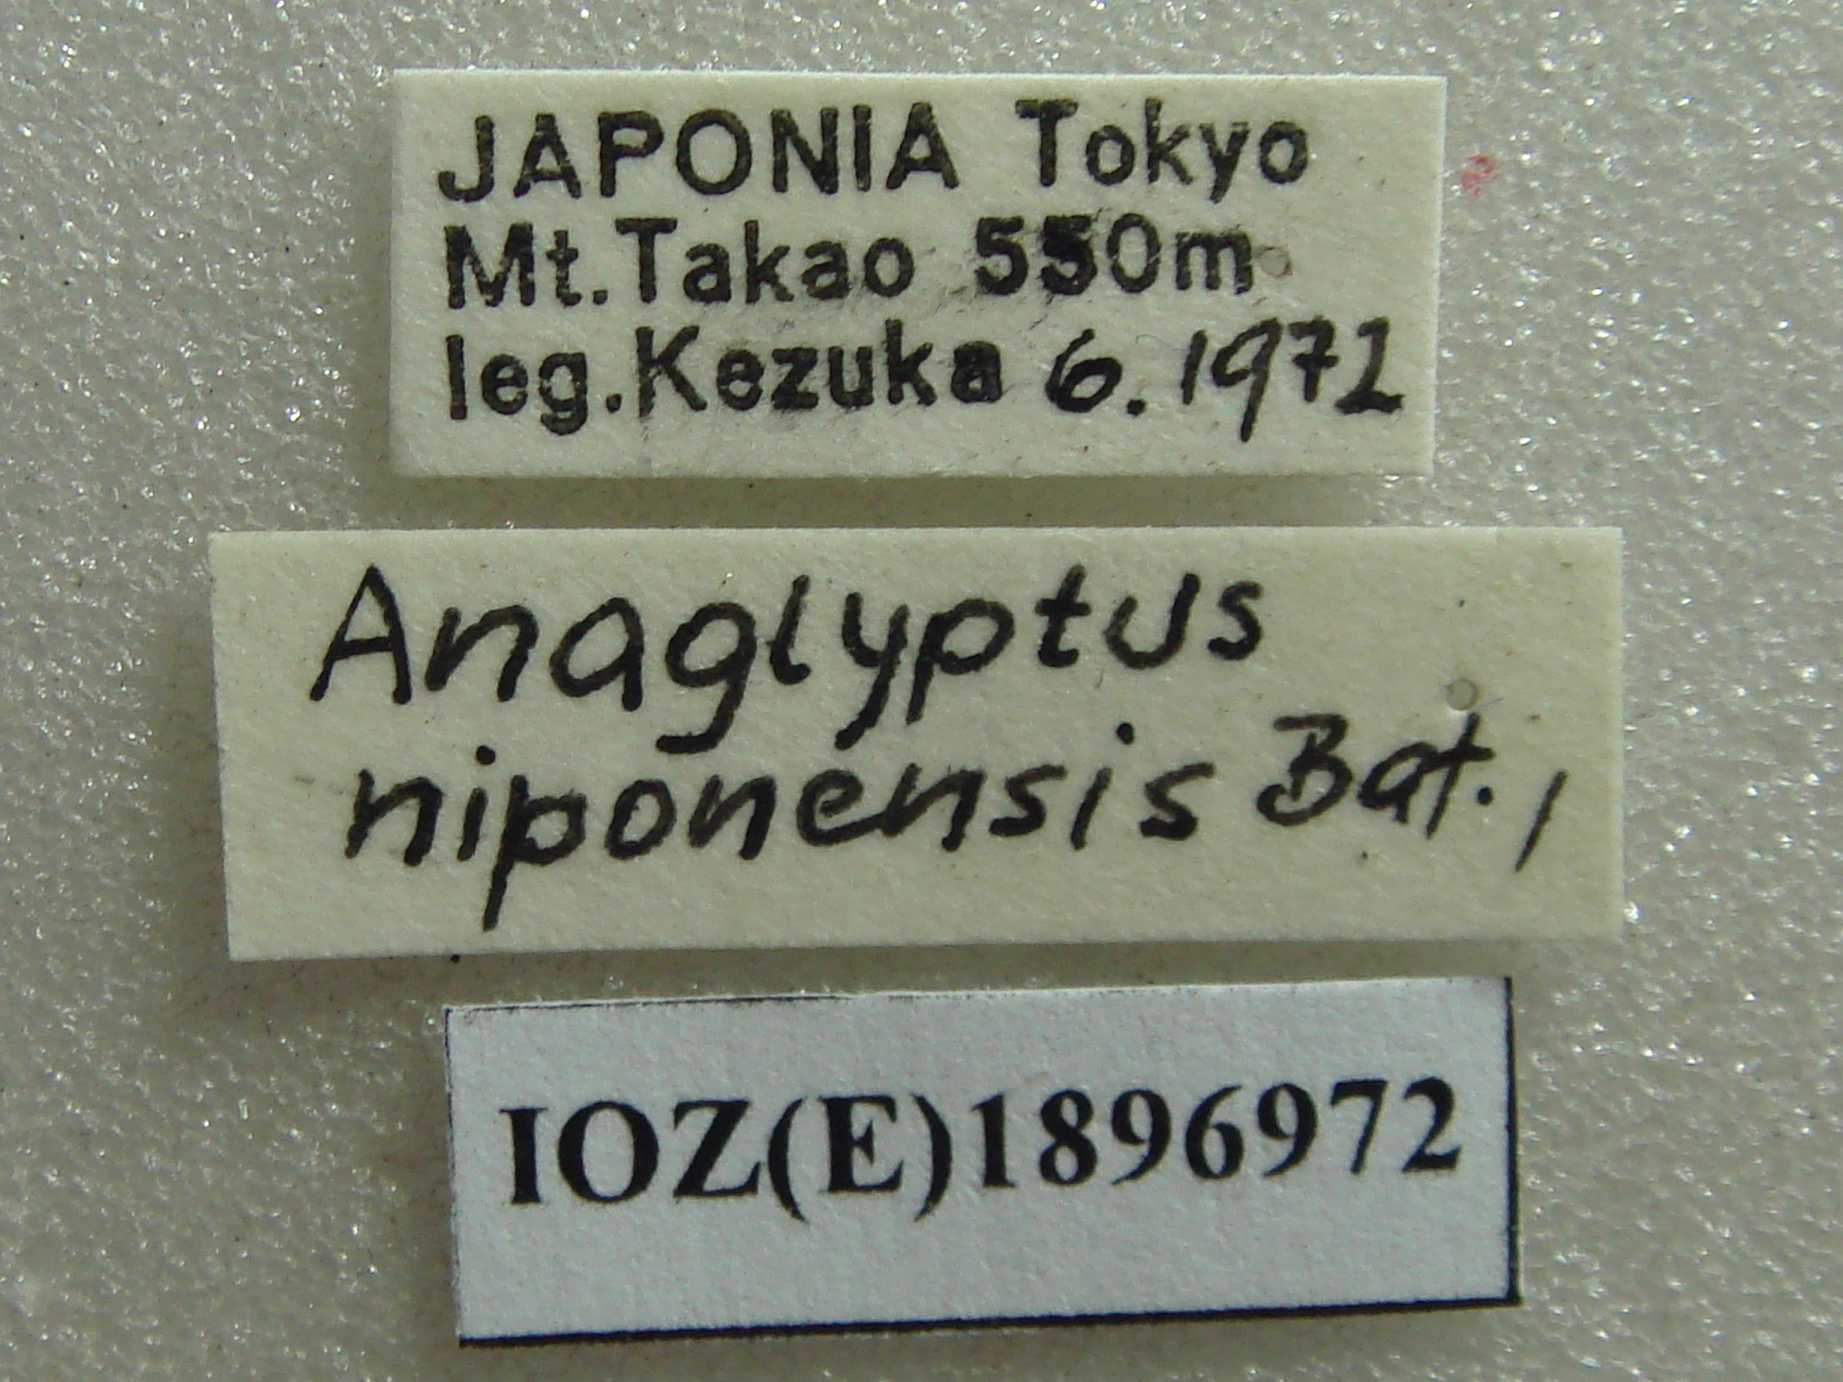 JAPONIA Tokyo
Mt.Takao 550m
leg.Kezuka 6.1972
Anaglyptus
niponensis Bat.,
IOZ(E)1896972